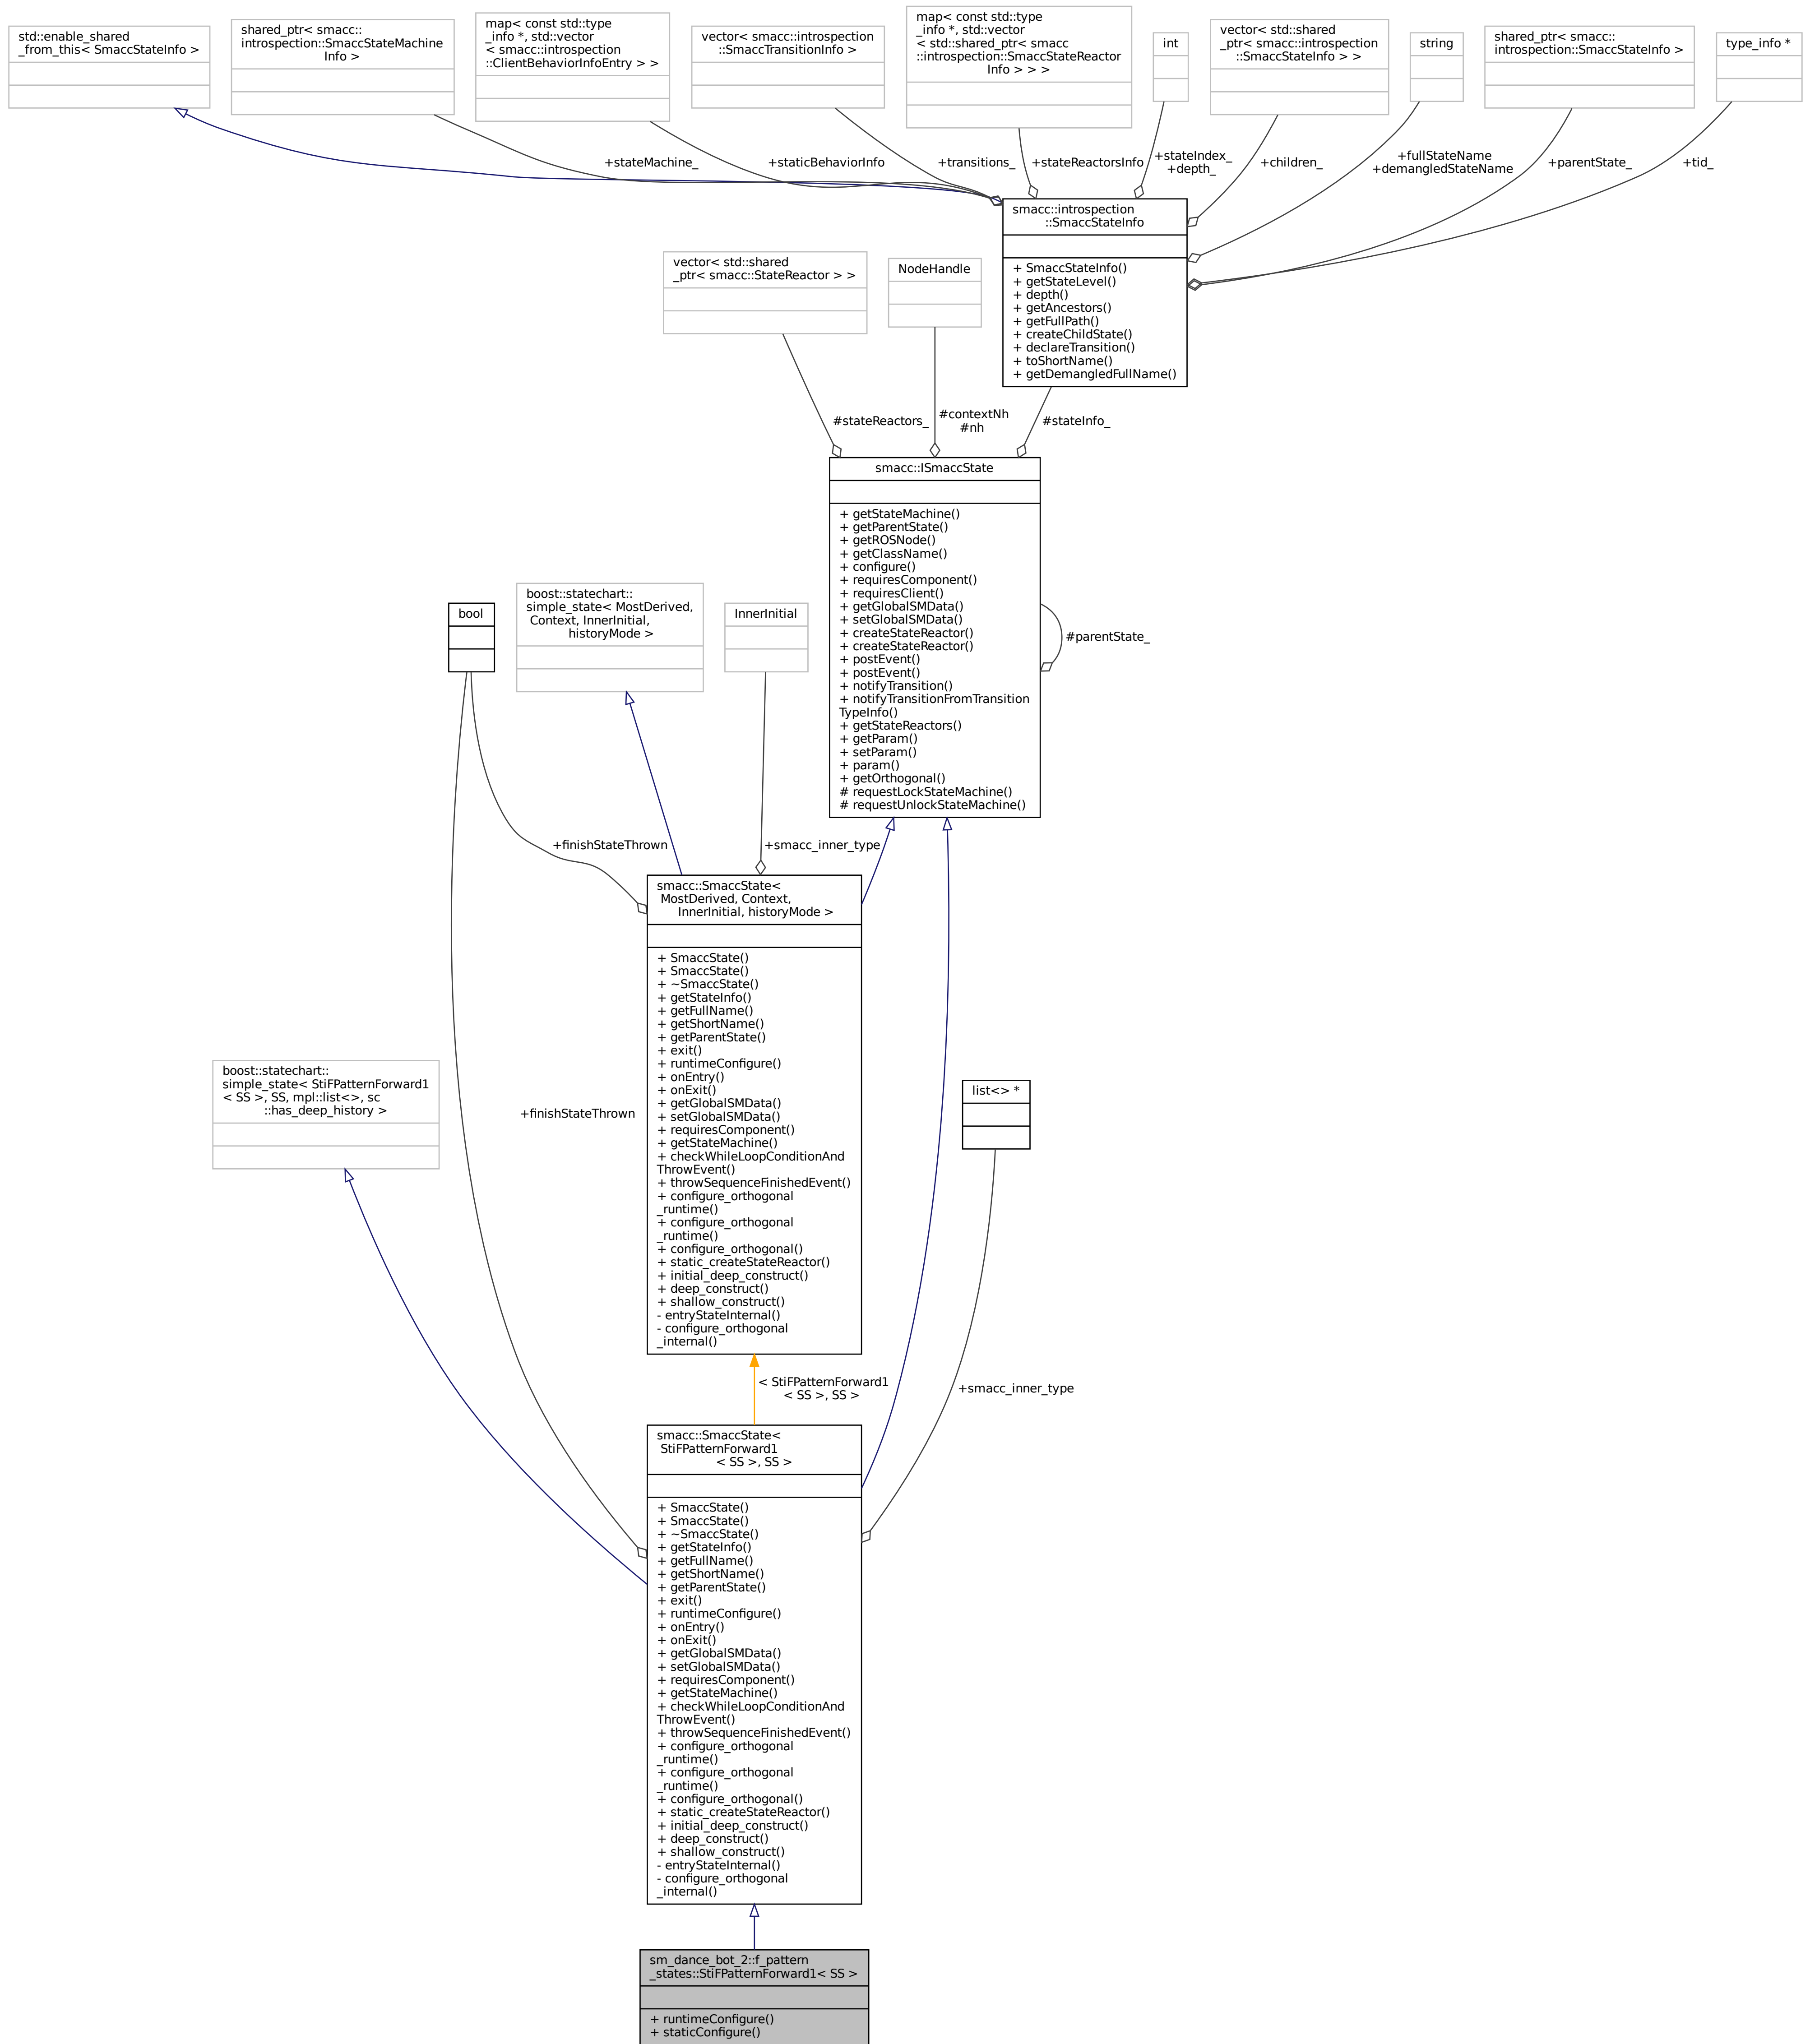 std::enable_shared
_from_this< SmaccStateInfo >
shared_ptr< smacc::
introspection::SmaccStateMachine
Info >
map< const std::type
_info *, std::vector
< smacc::introspection
::ClientBehaviorInfoEntry > >
vector< smacc::introspection
::SmaccTransitionInfo >
map< const std::type
_info *, std::vector
< std::shared_ptr< smacc
::introspection::SmaccStateReactor
Info > > >
int
vector< std::shared
_ptr< smacc::introspection
::SmaccStateInfo > >
string
shared_ptr< smacc::
introspection::SmaccStateInfo >
type_info *
+stateMachine_
+staticBehaviorInfo
+transitions_
+stateReactorsInfo
+stateIndex_
+depth_
+children_
+fullStateName
+demangledStateName
+parentState_
+tid_
smacc::introspection
::SmaccStateInfo
+ SmaccStateInfo()
+ getStateLevel()
+ depth()
+ getAncestors()
+ getFullPath()
+ createChildState()
+ declareTransition()
+ toShortName()
+ getDemangledFullName()
vector< std::shared
_ptr< smacc::StateReactor > >
NodeHandle
#stateReactors_
#contextNh
#nh
#stateInfo_
smacc::ISmaccState
+ getStateMachine()
+ getParentState()
+ getROSNode()
+ getClassName()
+ configure()
+ requiresComponent()
+ requiresClient()
+ getGlobalSMData()
+ setGlobalSMData()
+ createStateReactor()
+ createStateReactor()
+ postEvent()
+ postEvent()
+ notifyTransition()
+ notifyTransitionFromTransition
TypeInfo()
+ getStateReactors()
+ getParam()
+ setParam()
+ param()
+ getOrthogonal()
# requestLockStateMachine()
# requestUnlockStateMachine()
#parentState_
bool
boost::statechart::
simple_state< MostDerived,
Context, InnerInitial,
historyMode >
InnerInitial
+finishStateThrown
+smacc_inner_type
smacc::SmaccState<
MostDerived, Context,
InnerInitial, historyMode >
+ SmaccState()
+ SmaccState()
+ ~SmaccState()
+ getStateInfo()
+ getFullName()
+ getShortName()
+ getParentState()
+ exit()
+ runtimeConfigure()
+ onEntry()
+ onExit()
+ getGlobalSMData()
+ setGlobalSMData()
+ requiresComponent()
+ getStateMachine()
+ checkWhileLoopConditionAnd
ThrowEvent()
+ throwSequenceFinishedEvent()
+ configure_orthogonal
_runtime()
+ configure_orthogonal
_runtime()
+ configure_orthogonal()
+ static_createStateReactor()
+ initial_deep_construct()
+ deep_construct()
+ shallow_construct()
- entryStateInternal()
- configure_orthogonal
_internal()
boost::statechart::
simple_state< StiFPatternForward1
< SS >, SS, mpl::list<>, sc
::has_deep_history >
+finishStateThrown
list<> *
< StiFPatternForward1
< SS >, SS >
+smacc_inner_type
smacc::SmaccState<
StiFPatternForward1
< SS >, SS >
+ SmaccState()
+ SmaccState()
+ ~SmaccState()
+ getStateInfo()
+ getFullName()
+ getShortName()
+ getParentState()
+ exit()
+ runtimeConfigure()
+ onEntry()
+ onExit()
+ getGlobalSMData()
+ setGlobalSMData()
+ requiresComponent()
+ getStateMachine()
+ checkWhileLoopConditionAnd
ThrowEvent()
+ throwSequenceFinishedEvent()
+ configure_orthogonal
_runtime()
+ configure_orthogonal
_runtime()
+ configure_orthogonal()
+ static_createStateReactor()
+ initial_deep_construct()
+ deep_construct()
+ shallow_construct()
- entryStateInternal()
- configure_orthogonal
_internal()
sm_dance_bot_2::f_pattern
_states::StiFPatternForward1< SS >
+ runtimeConfigure()
+ staticConfigure()